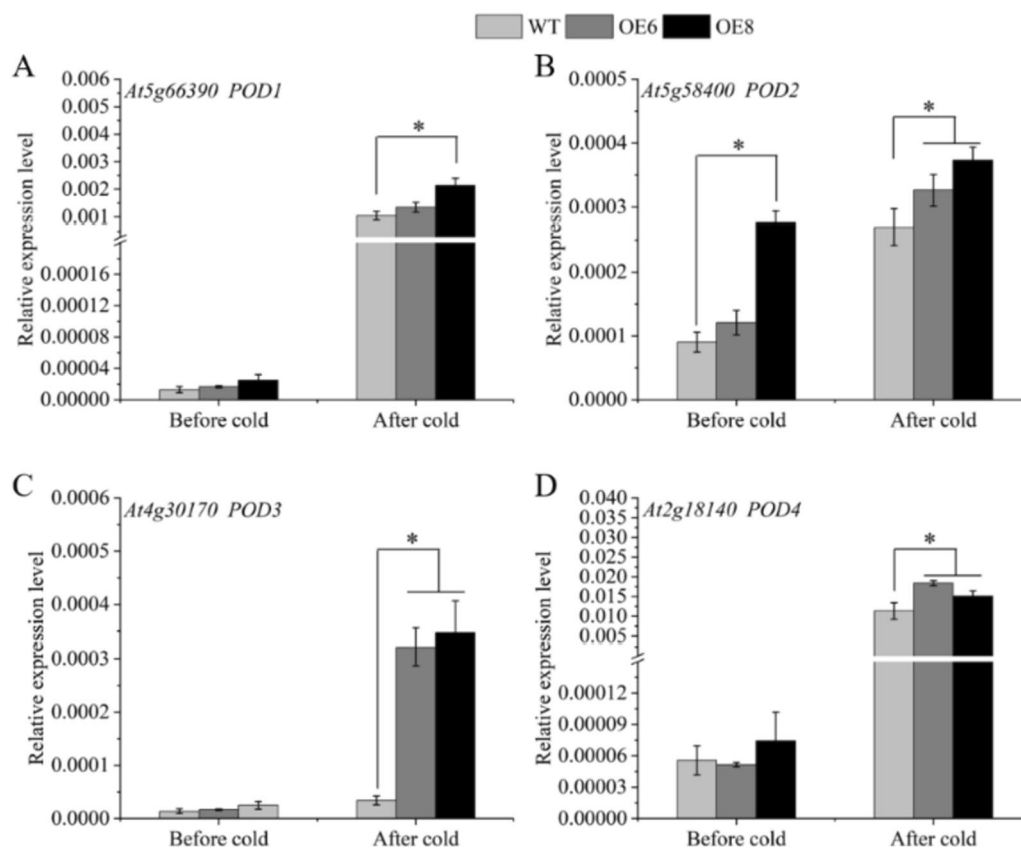 WT OE6 OE8
A
At5g66390 POD1
Relative expression level
0.006
0.005
0.004
0.003
0.002
0.001
0.00016
0.00012
0.00008
0.00004
0.00000
*
Before cold After cold
B
At5g58400 POD2
Relative expression level
0.0005
0.0004
0.0003
0.0002
0.0001
0.0000
*
*
Before cold After cold
C
At4g30170 POD3
Relative expression level
0.0006
0.0005
0.0004
0.0003
0.0002
0.0001
0.0000
*
Before cold After cold
D
At2g18140 POD4
Relative expression level
0.040
0.035
0.030
0.025
0.020
0.015
0.010
0.005
0.00012
0.00009
0.00006
0.00003
0.00000
*
Before cold After cold